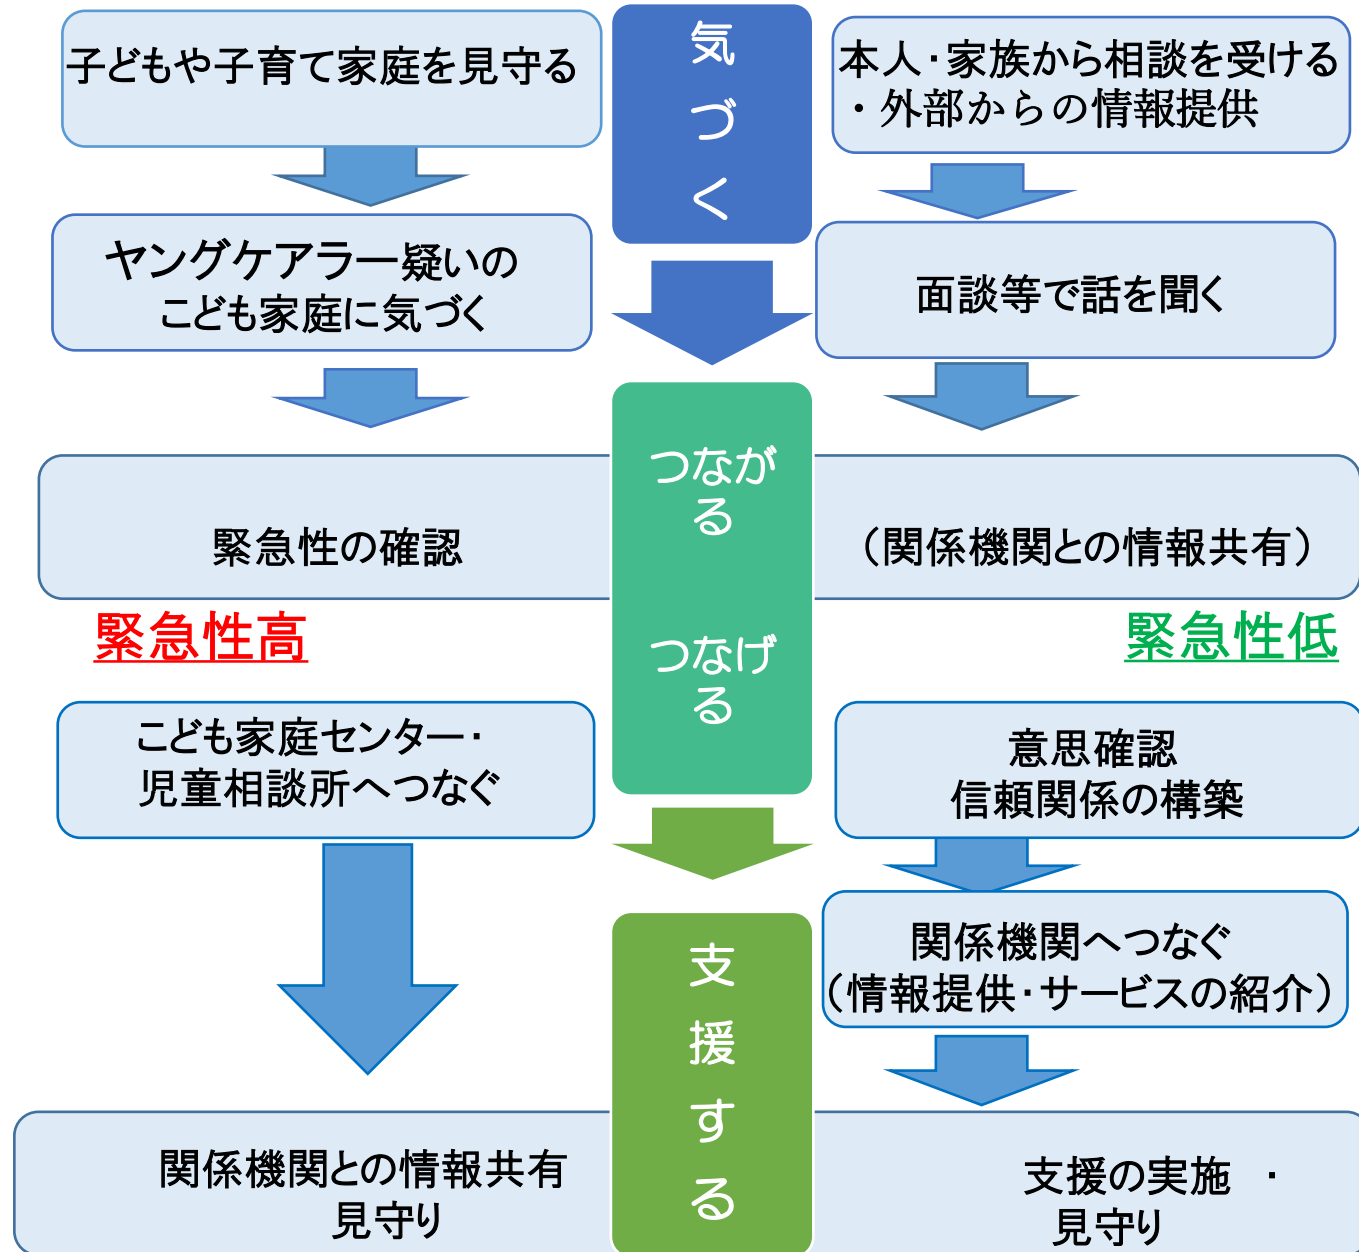 子どもや子育て家庭を見守る
気づく
本人・家族から相談を受ける
・外部からの情報提供
ヤングケアラー疑いの
こども家庭に気づく
面談等で話を聞く
つなが
る
緊急性の確認
（関係機関との情報共有）
緊急性高
つなげ
る
緊急性低
こども家庭センター・
児童相談所へつなぐ
意思確認
信頼関係の構築
支援する
関係機関へつなぐ
（情報提供・サービスの紹介）
関係機関との情報共有
見守り
支援の実施　・
見守り